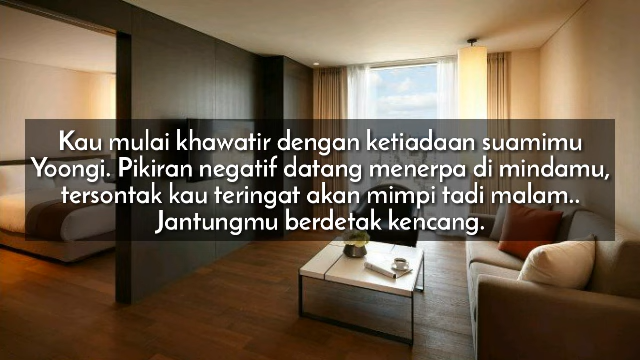 Kau mulai khawatir dengan ketiadaan suamimu
Yoongi. Pikiran negatif datang menerpa di mindamu,
tersontak kau teringat akan mimpi tadi malam..
Jantungmu berdetak kencang.